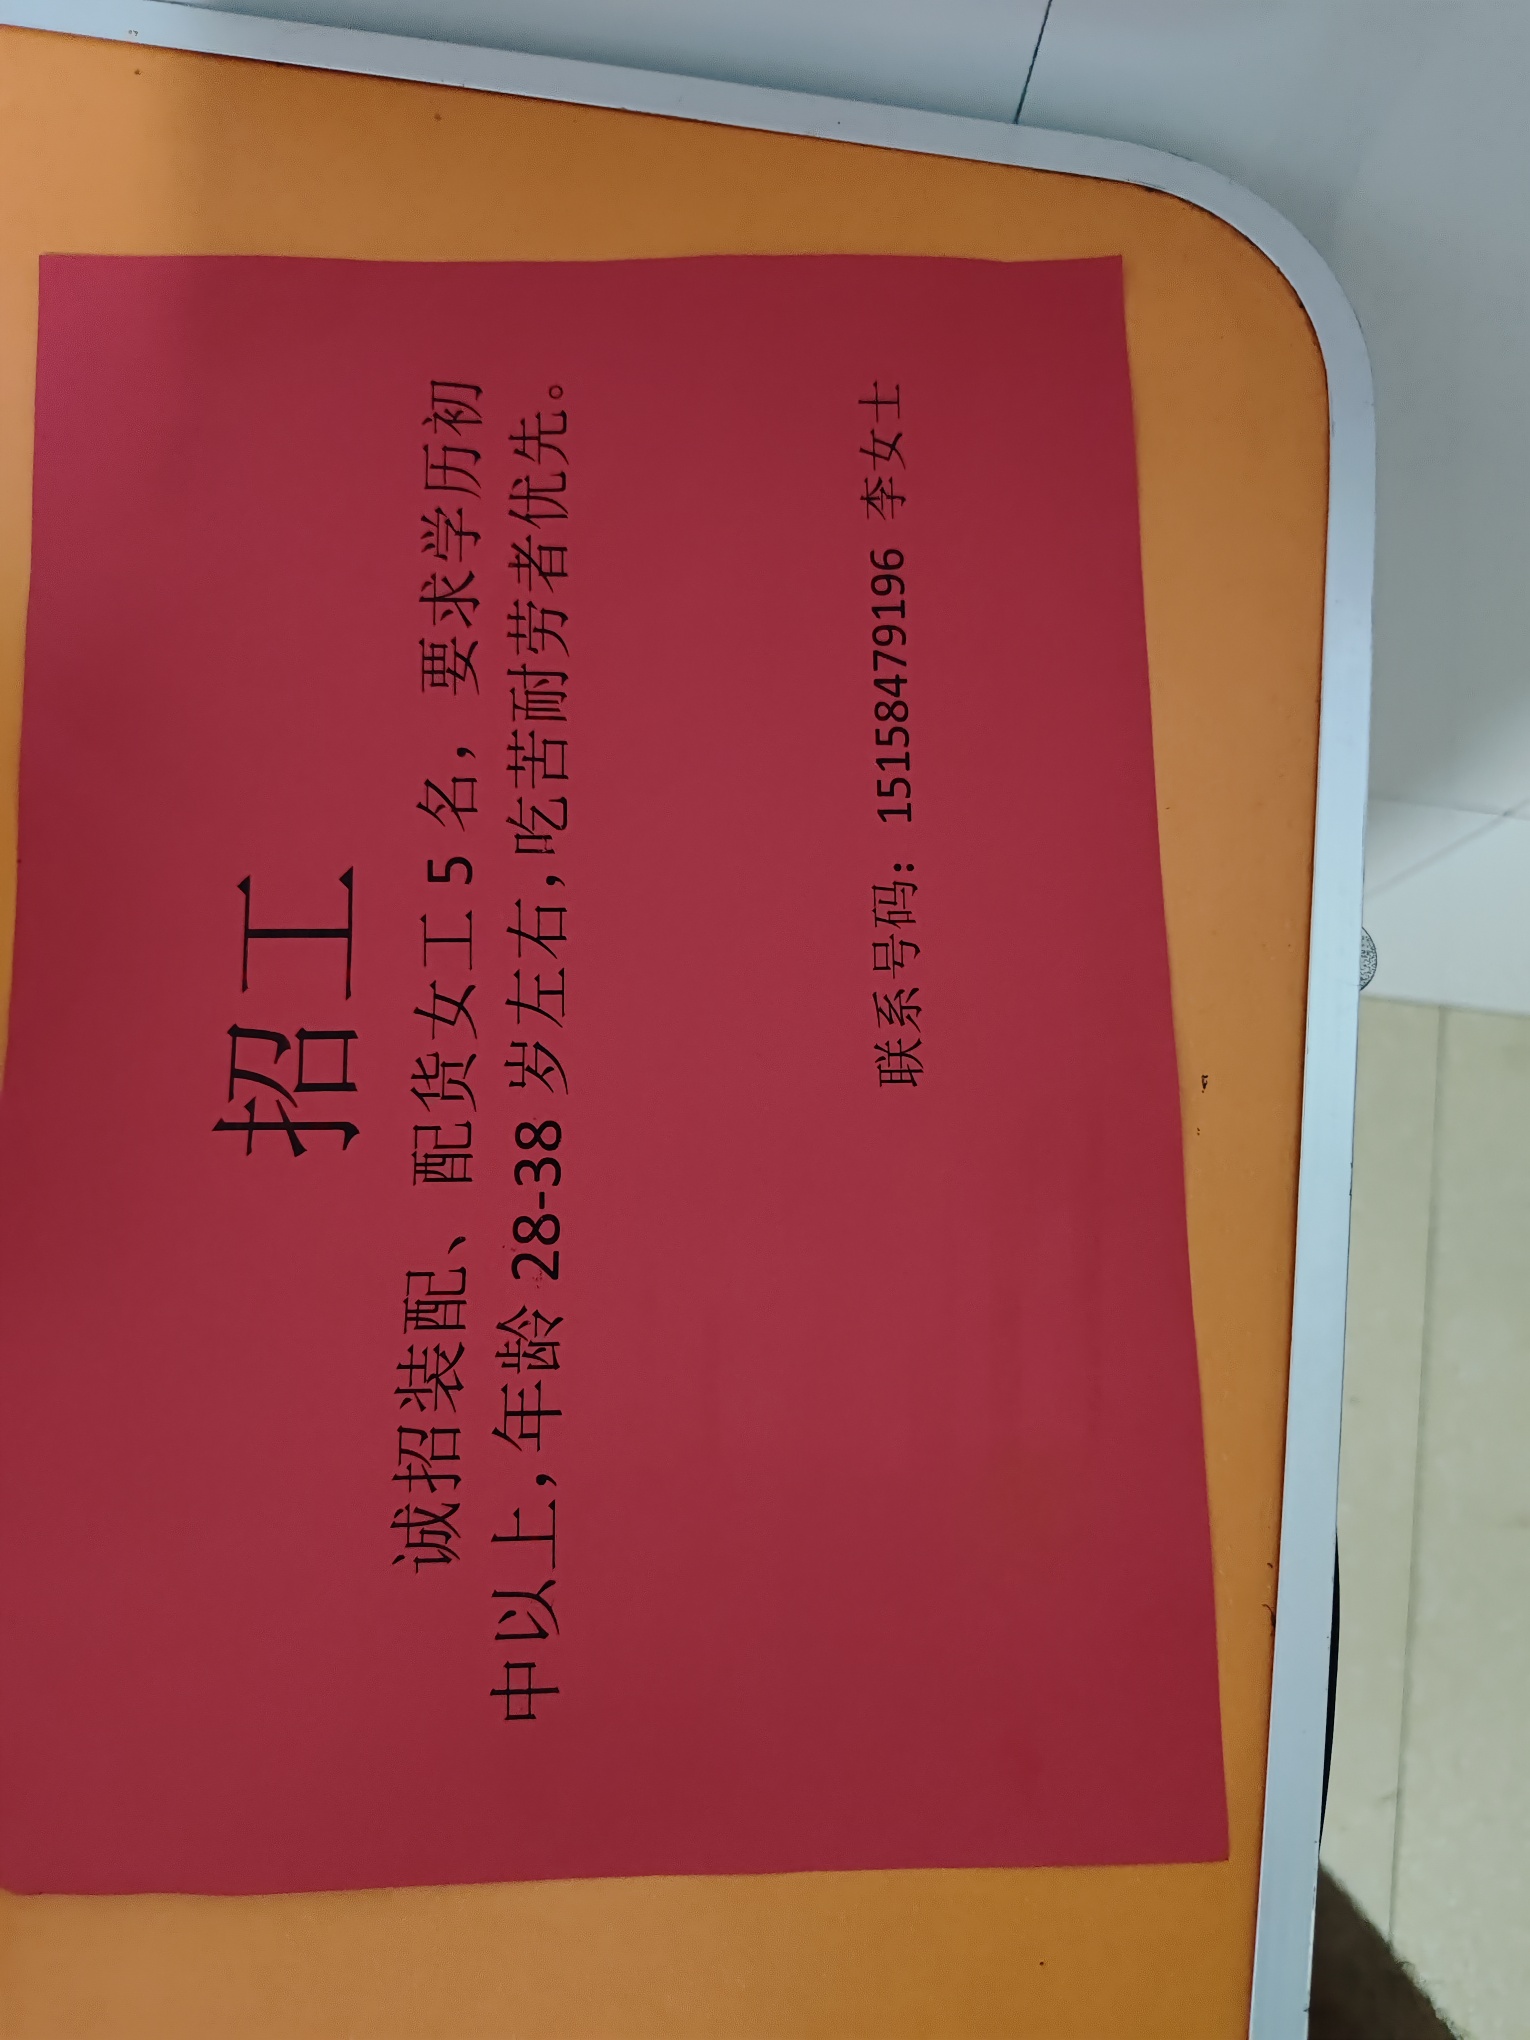 招工
诚招装配、配货女工 5 名，要求学历初
中以上，年龄 28-38 岁左右，吃苦耐劳者优先。
联系号码：15158479196 李女士